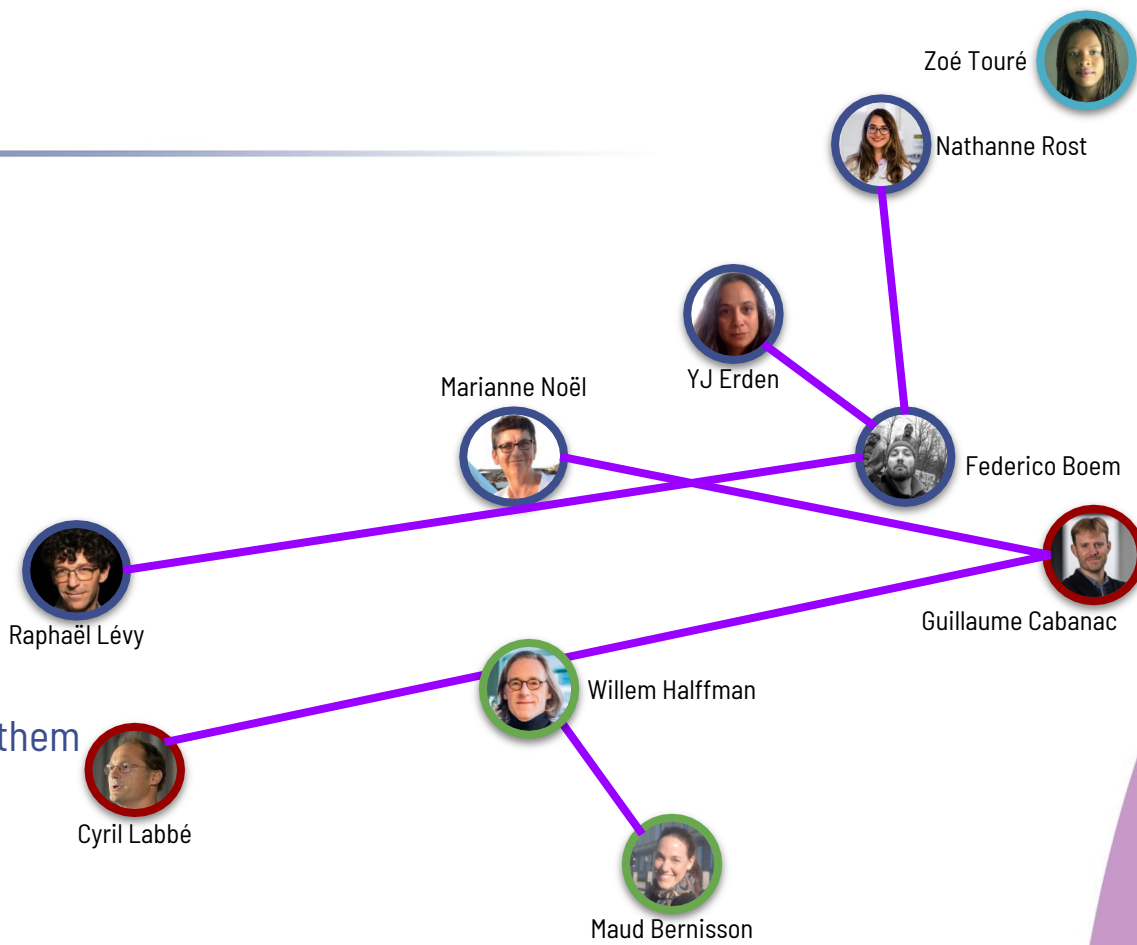 Zoé Touré
Nathanne Rost
YJ Erden
Marianne Noël
Federico Boem
Guillaume Cabanac
Raphaël Lévy
Willem Halffman
them
Cyril Labbé
Maud Bernisson